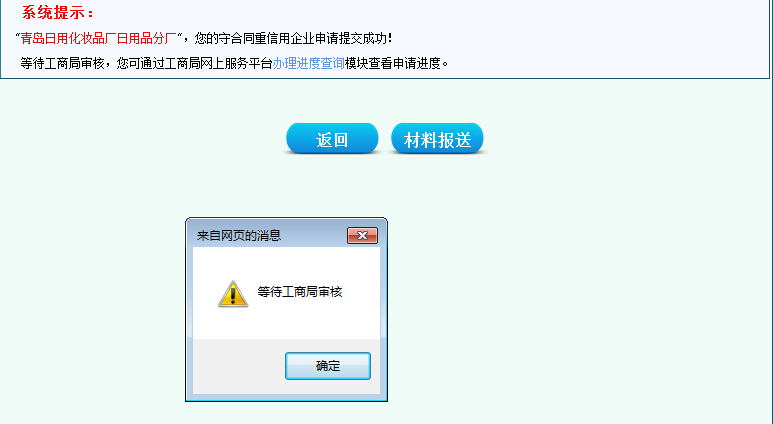 系统提示：
“青岛日用化妆品厂日用品分厂”，您的守合同重信用企业申请提交成功！
等待工商局审核，您可通过工商局网上服务平台办理进度查询模块查看申请进度。
返回 材料报送
来自网页的消息
等待工商局审核
确定